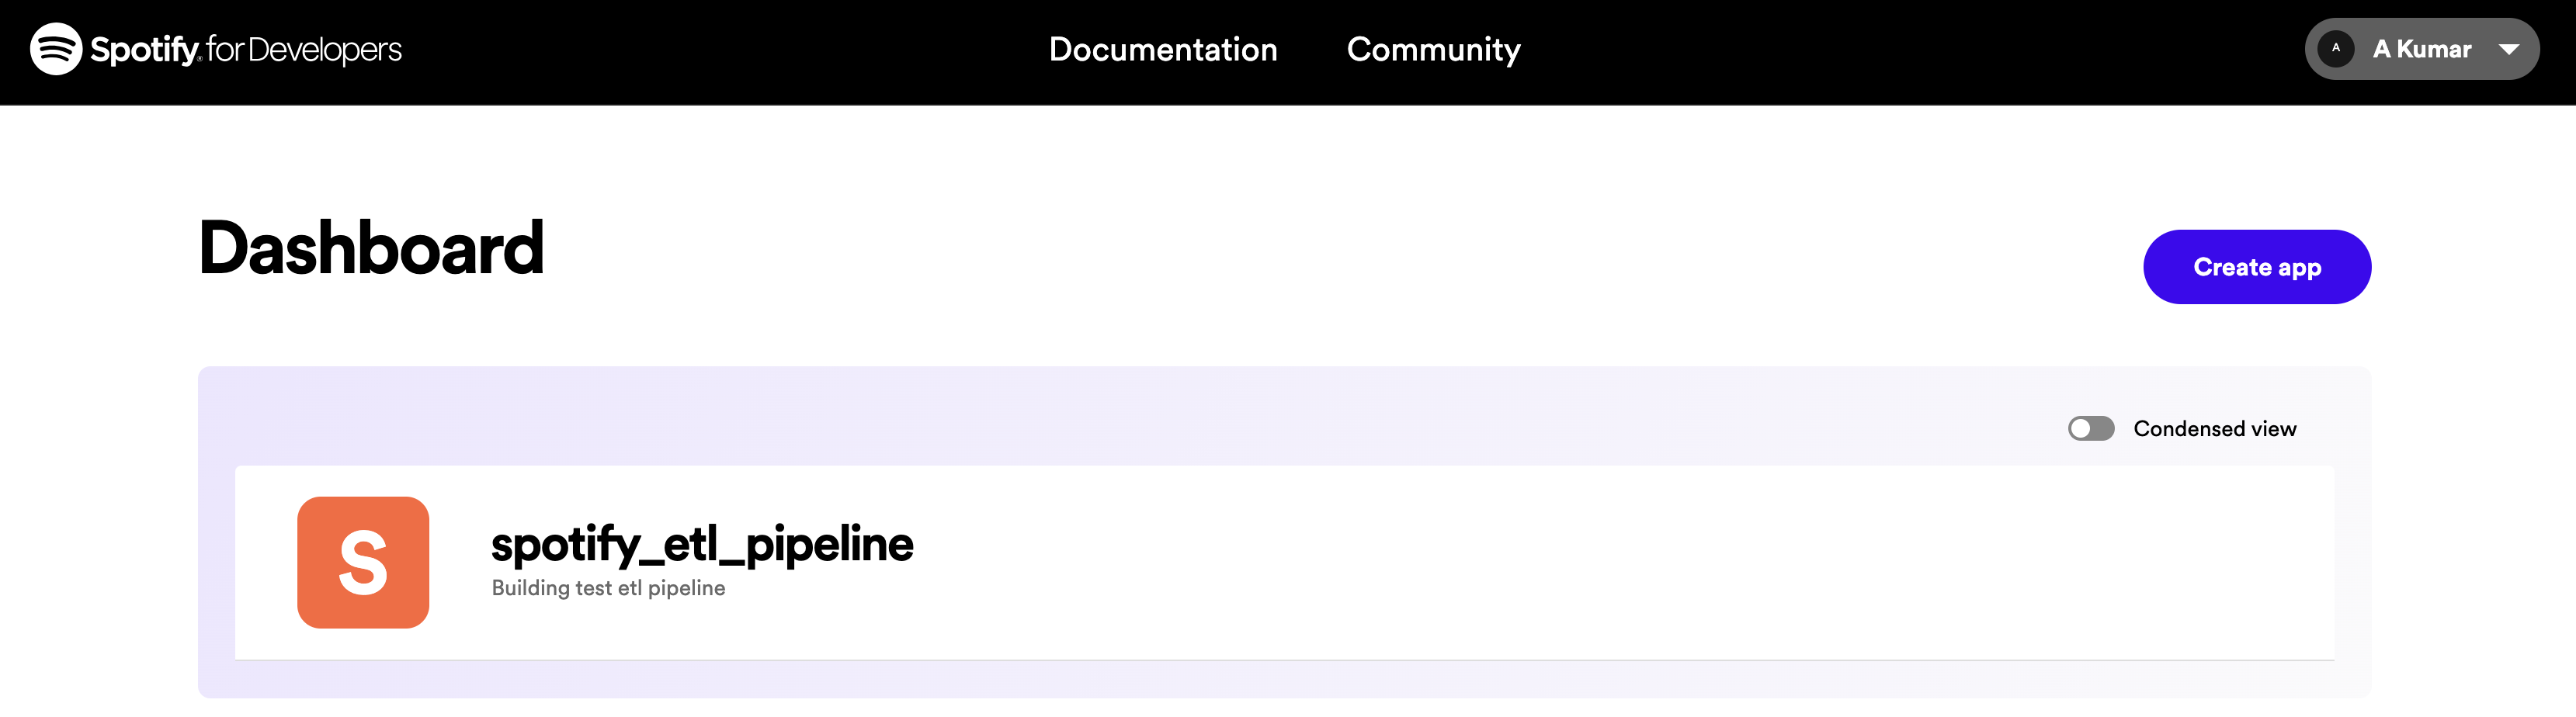 Spotify® for Developers
Documentation
Community
A
A Kumar
Dashboard
Create app
Condensed view
S
spotify_etl_pipeline
Building test etl pipeline